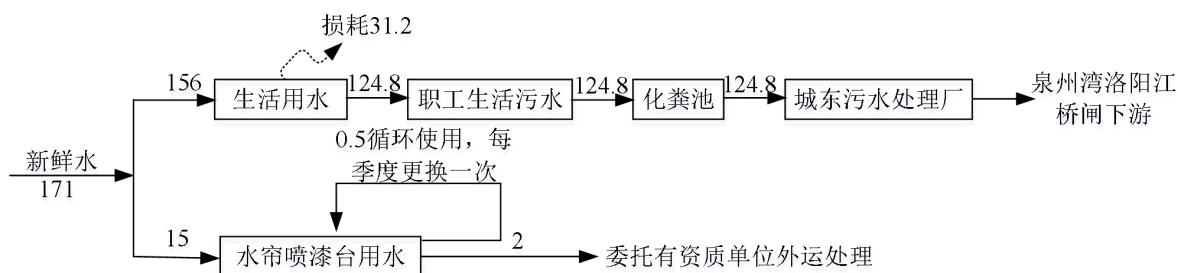 损耗31.2
156
生活用水
124.8
职工生活污水
124.8
化粪池
124.8
城东污水处理厂
泉州湾洛阳江
桥闸下游
新鲜水
171
0.5循环使用，每
季度更换一次
15
水帘喷漆台用水
2
委托有资质单位外运处理